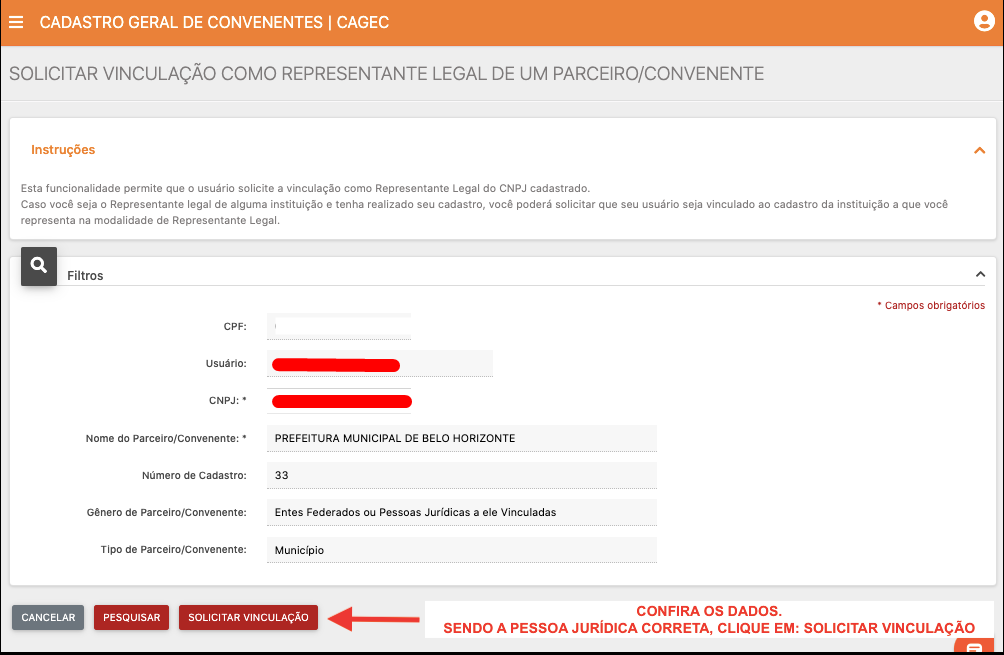 CADASTRO GERAL DE CONVENENTES | CAGEC
SOLICITAR VINCULAÇÃO COMO REPRESENTANTE LEGAL DE UM PARCEIRO/CONVENENTE
Instruções
Esta funcionalidade permite que o usuário solicite a vinculação como Representante Legal do CNPJ cadastrado.
Caso você seja o Representante legal de alguma instituição e tenha realizado seu cadastro, você poderá solicitar que seu usuário seja vinculado ao cadastro da instituição a que você
representa na modalidade de Representante Legal.
Filtros
* Campos obrigatórios
CPF:
Usuário:
CNPJ: *
Nome do Parceiro/Convenente: * PREFEITURA MUNICIPAL DE BELO HORIZONTE
Número de Cadastro: 33
Gênero de Parceiro/Convenente: Entes Federados ou Pessoas Jurídicas a ele Vinculadas
Tipo de Parceiro/Convenente: Município
CANCELAR PESQUISAR SOLICITAR VINCULAÇÃO
CONFIRA OS DADOS.
SENDO A PESSOA JURÍDICA CORRETA, CLIQUE EM: SOLICITAR VINCULAÇÃO